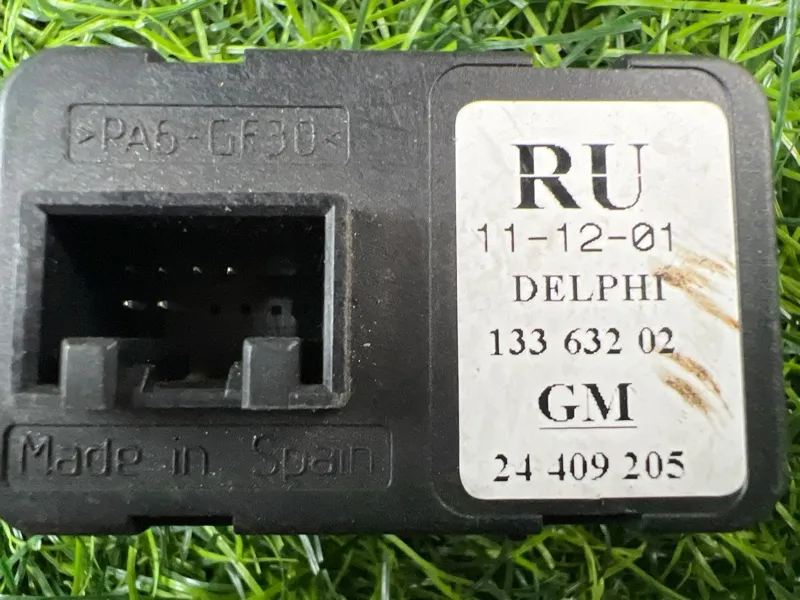 >PA6-GF30<
RU
11-12-01
DELPHI
133 632 02
GM
24 409 205
Made in Spain